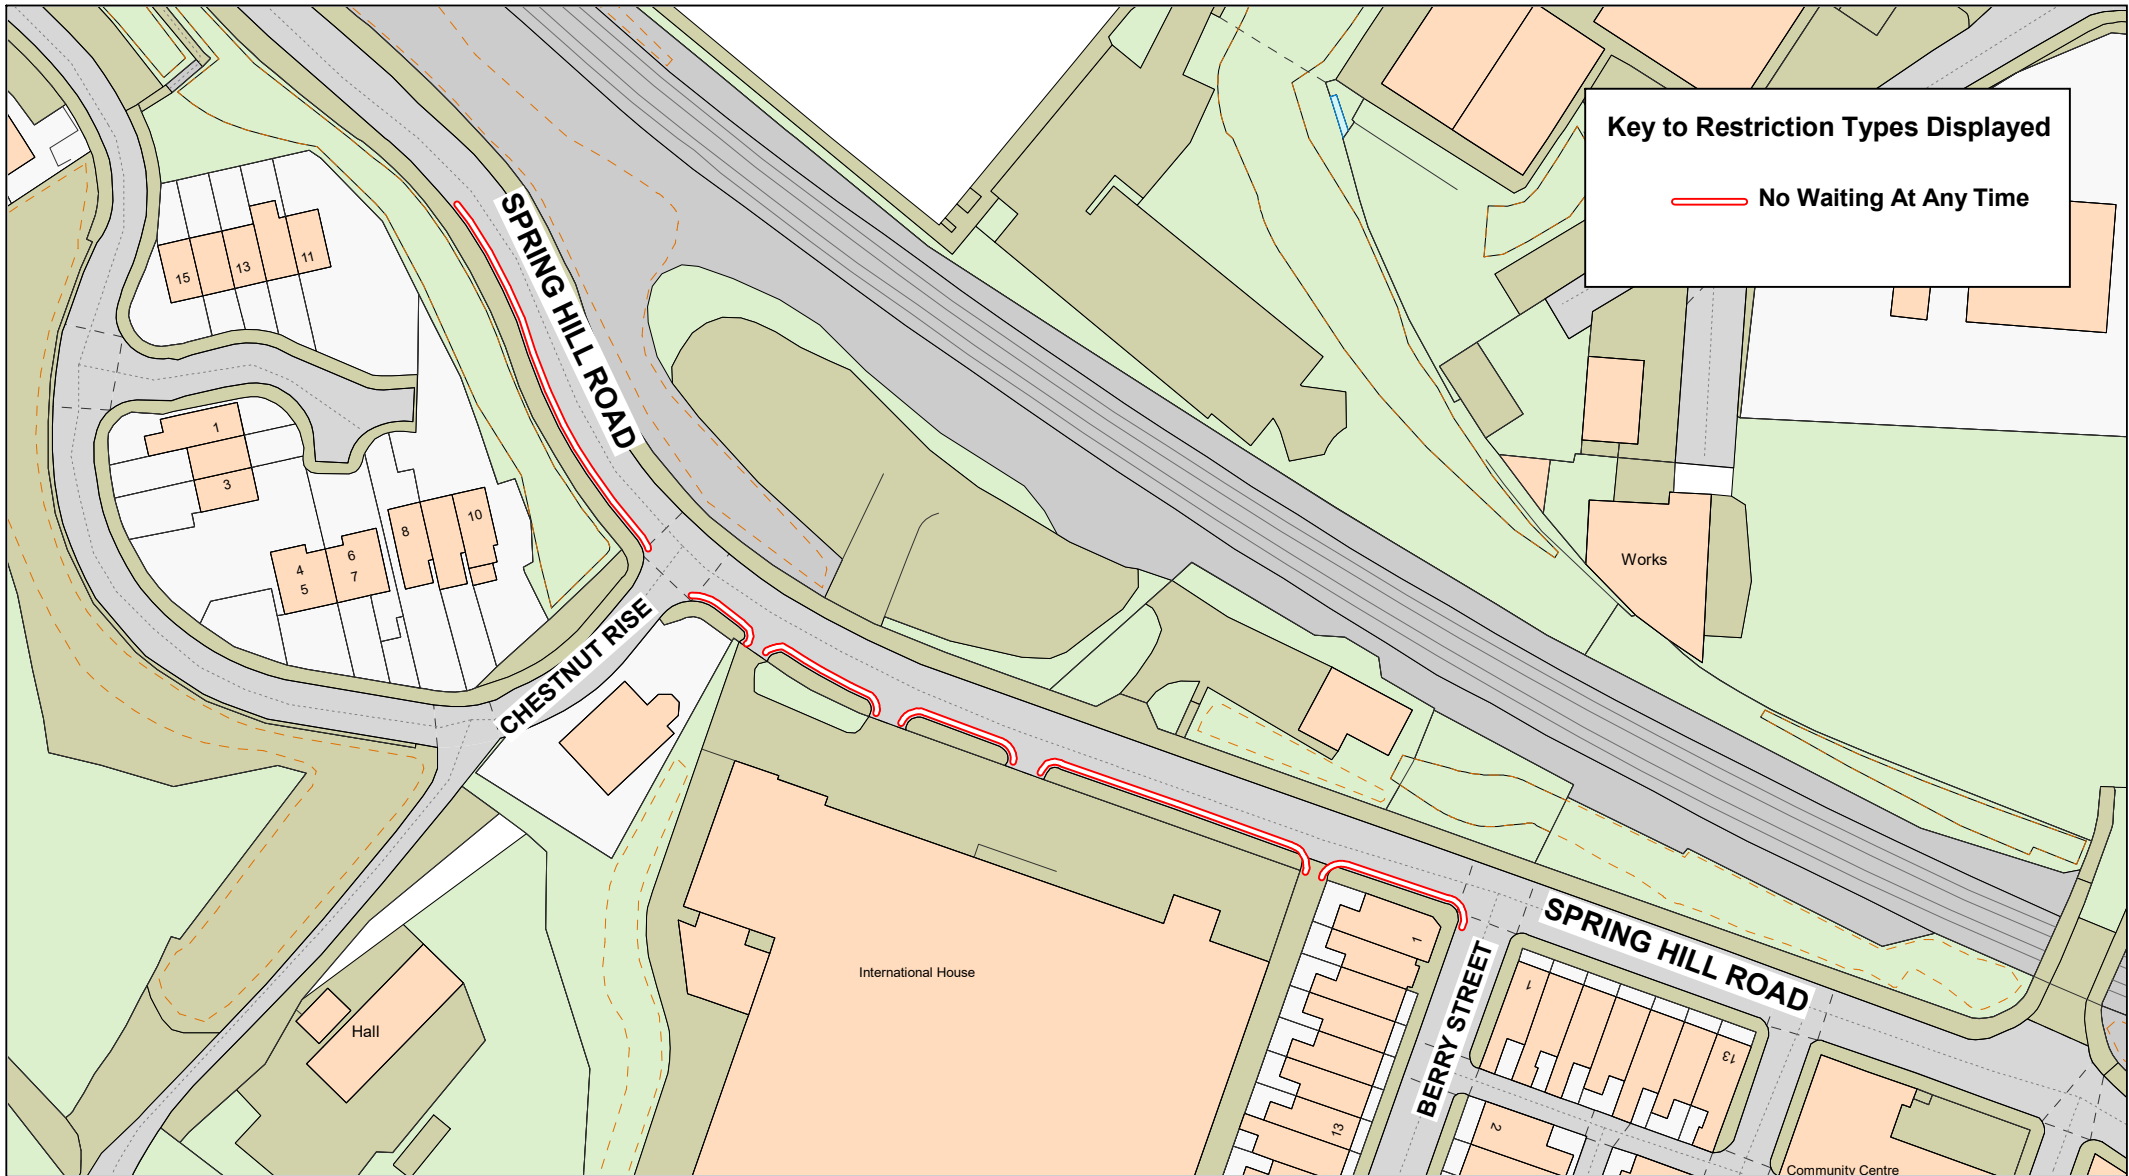 Key to Restriction Types Displayed
No Waiting At Any Time
SPRING HILL ROAD
15
13
11
1
3
8
10
4
6
5
7
CHESTNUT RISE
Works
International House
Hall
SPRING HILL ROAD
BERRY STREET
1
13
1
13
2
Community Centre